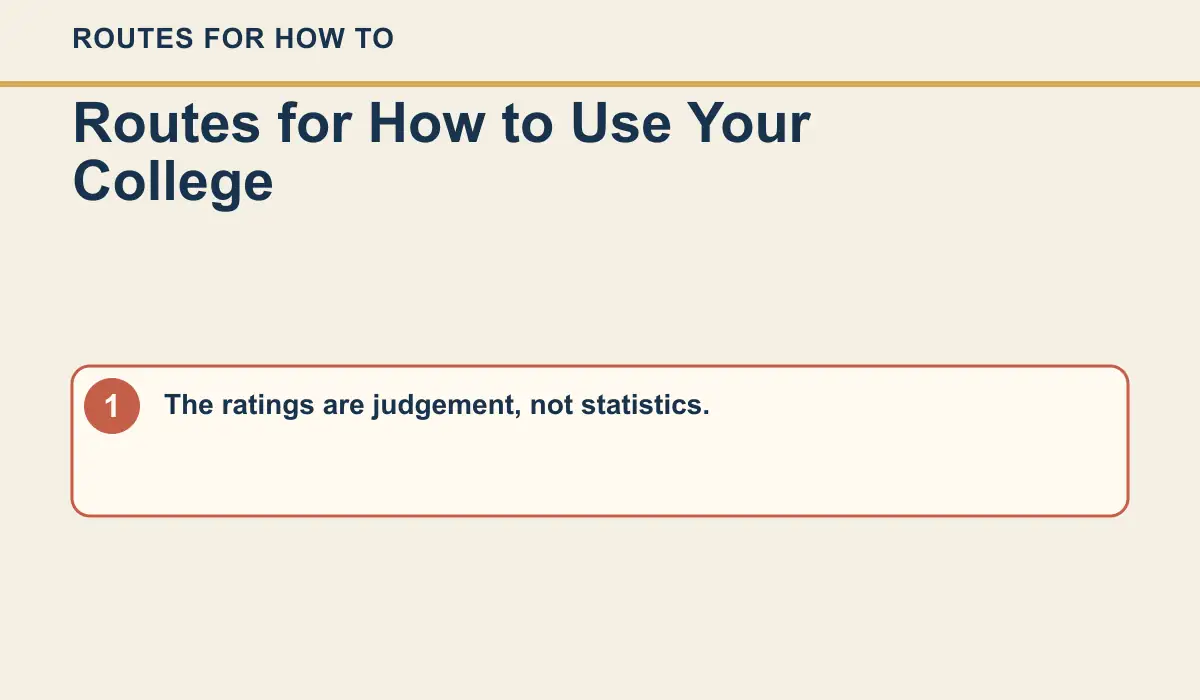 ROUTES FOR HOW TO
Routes for How to Use Your
College
1
The ratings are judgement, not statistics.